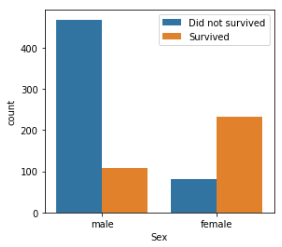 Did not survived
Survived
400
300
200
100
0
count
male female
Sex